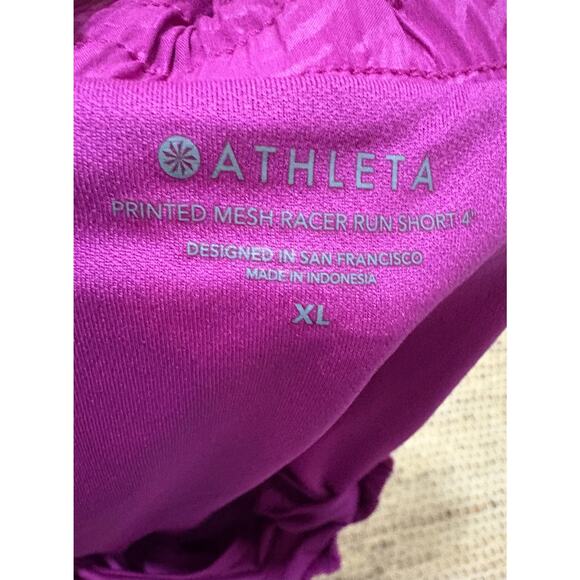 ATHLETA
PRINTED MESH RACER RUN SHORT 4"
DESIGNED IN SAN FRANCISCO
MADE IN INDONESIA
XL